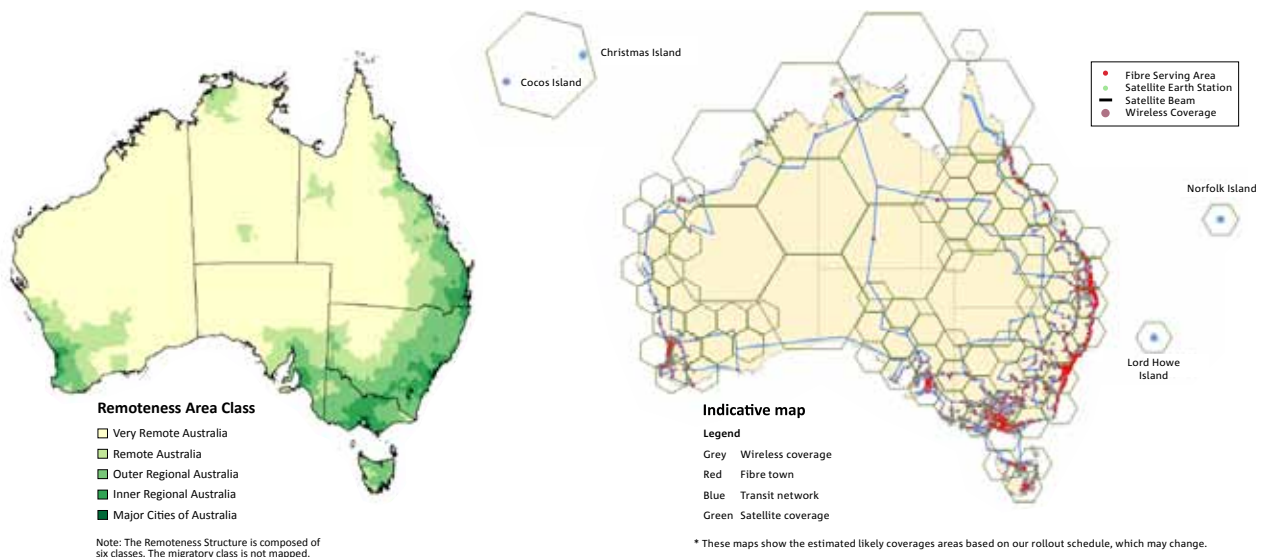 Christmas Island
Cocos Island
Fibre Serving Area
Satellite Earth Station
Satellite Beam
Wireless Coverage
Norfolk Island
Lord Howe
Island
Remoteness Area Class
Very Remote Australia
Remote Australia
Outer Regional Australia
Inner Regional Australia
Major Cities of Australia
Note: The Remoteness Structure is composed of
six classes. The migratory class is not mapped.
Indicative map
Legend
Grey Wireless coverage
Red Fibre town
Blue Transit network
Green Satellite coverage
* These maps show the estimated likely coverages areas based on our rollout schedule, which may change.